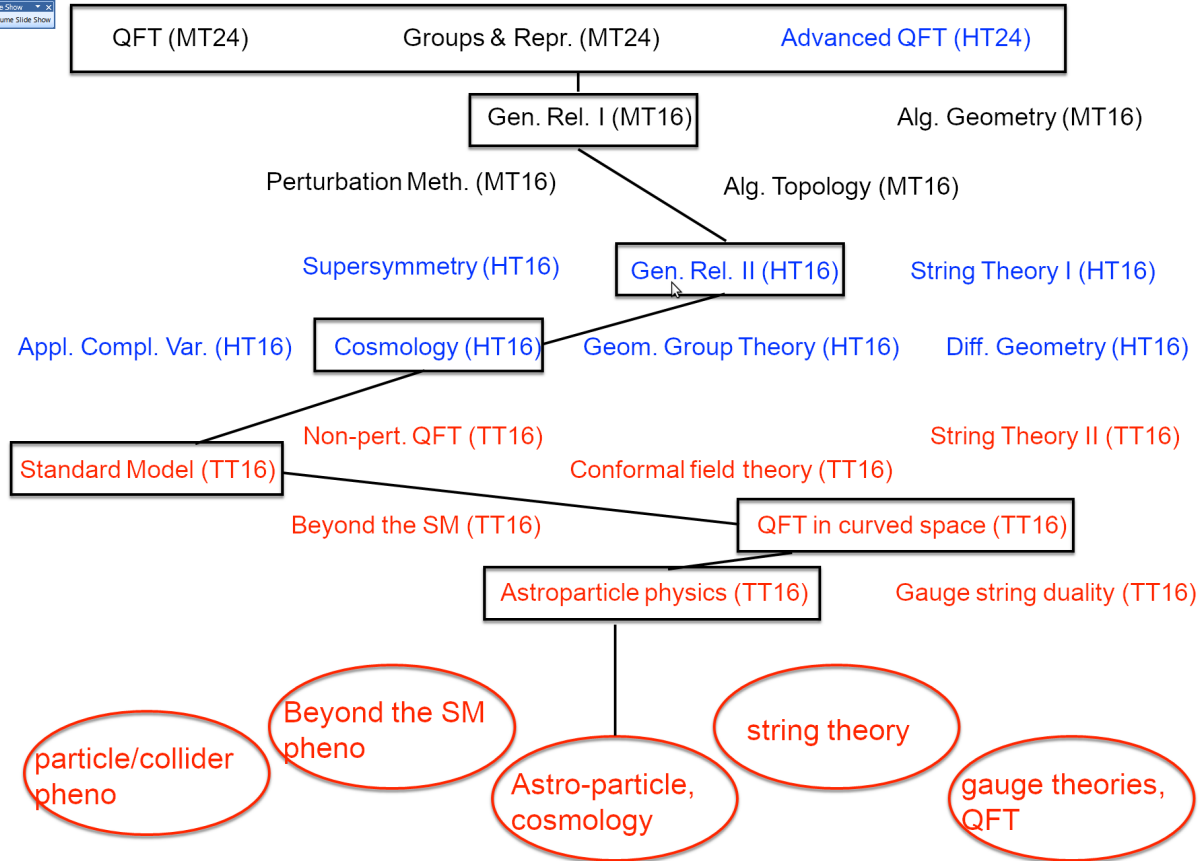 e Show
ume Slide Show
QFT (MT24)
Groups & Repr. (MT24)
Advanced QFT (HT24)
Gen. Rel. I (MT16)
Alg. Geometry (MT16)
Perturbation Meth. (MT16)
Alg. Topology (MT16)
Supersymmetry (HT16)
Gen. Rel. II (HT16)
String Theory I (HT16)
Appl. Compl. Var. (HT16)
Cosmology (HT16)
Geom. Group Theory (HT16)
Diff. Geometry (HT16)
Non-pert. QFT (TT16)
String Theory II (TT16)
Standard Model (TT16)
Conformal field theory (TT16)
Beyond the SM (TT16)
QFT in curved space (TT16)
Astroparticle physics (TT16)
Gauge string duality (TT16)
particle/collider
pheno
Beyond the SM
pheno
Astro-particle,
cosmology
string theory
gauge theories,
QFT